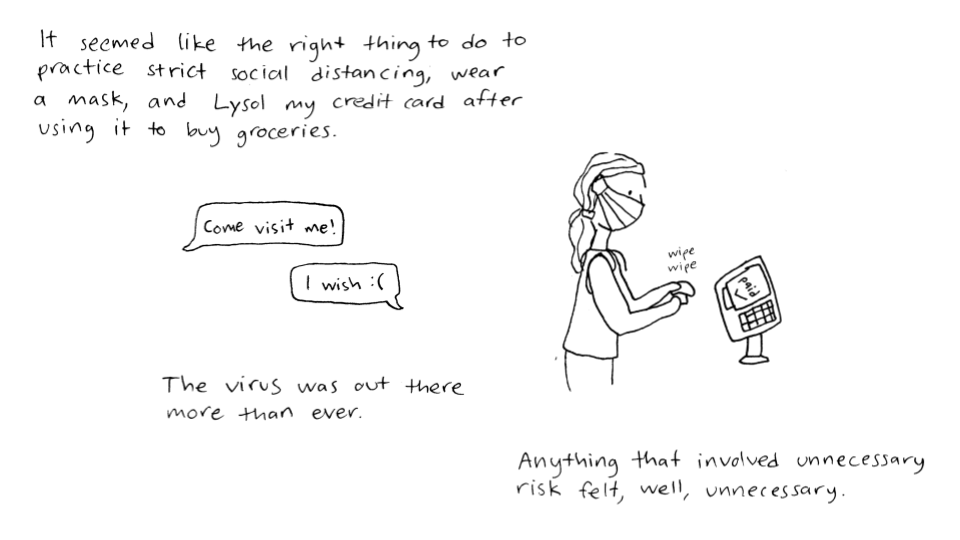 It seemed like the right thing to do to
practice strict social distancing, wear
a mask, and Lysol my credit card after
using it to buy groceries.
Come visit me!
I wish :(
wipe
wipe
paid
The virus was out there
more than ever.
Anything that involved unnecessary
risk felt, well, unnecessary.